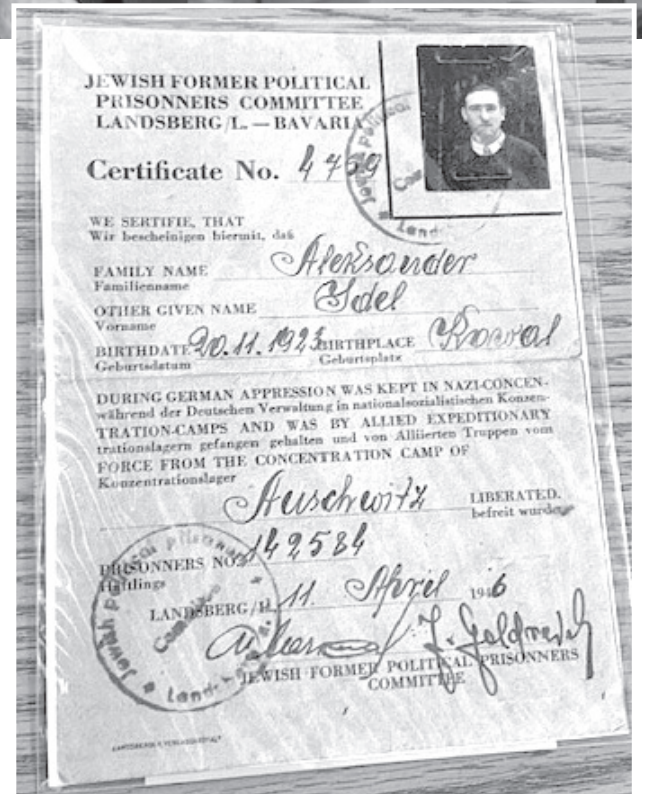 JEWISH FORMER POLITICAL
PRISONNERS COMMITTEE
LANDSBERG/L. — BAVARIA
Certificate No. 4759
WE SERTIFIE, THAT
Wir bescheinigen hiermit, daß
FAMILY NAME Aleksander
Familienname
OTHER GIVEN NAME Idel
Vorname
BIRTHDATE 20.11.1923 BIRTHPLACE
Geburtsdatum Geburtsplatz
DURING GERMAN APPRESSION WAS KEPT IN NAZI-CONCEN-
während der Deutschen Verwaltung in nationalsozialistischen Konzen-
TRATION-CAMPS AND WAS BY ALLIED EXPEDITIONARY
trationslagern gefangen gehalten und von Alliierten Truppen vom
FORCE FROM THE CONCENTRATION CAMP OF
Konzentrationslager
Auschwitz LIBERATED.
befreit wurde
PRISONNERS NO. 142584
Häftlings
LANDSBERG/L. 11. April 1946
JEWISH FORMER POLITICAL PRISONNERS
COMMITTEE